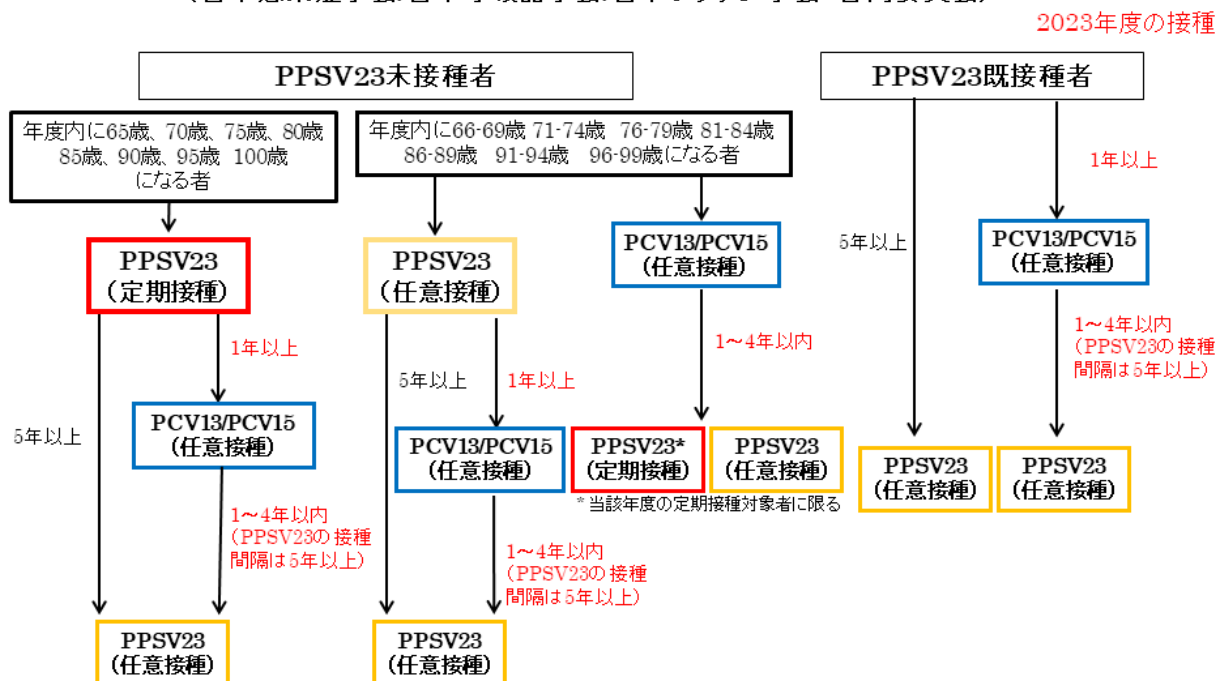 2023年度の接種
PPSV23未接種者
PPSV23既接種者
年度内に65歳、70歳、75歳、80歳
85歳、90歳、95歳 100歳
になる者
年度内に66-69歳 71-74歳 76-79歳 81-84歳
86-89歳 91-94歳 96-99歳になる者
PPSV23
(定期接種)
5年以上
1年以上
PCV13/PCV15
(任意接種)
1～4年以内
(PPSV23の接種
間隔は5年以上)
PPSV23
(任意接種)
PPSV23
(任意接種)
5年以上
1年以上
PCV13/PCV15
(任意接種)
1～4年以内
(PPSV23の接種
間隔は5年以上)
PPSV23
(任意接種)
PCV13/PCV15
(任意接種)
1～4年以内
PPSV23*
(定期接種)
PPSV23
(任意接種)
*当該年度の定期接種対象者に限る
5年以上
PPSV23
(任意接種)
1年以上
PCV13/PCV15
(任意接種)
1～4年以内
(PPSV23の接種
間隔は5年以上)
PPSV23
(任意接種)